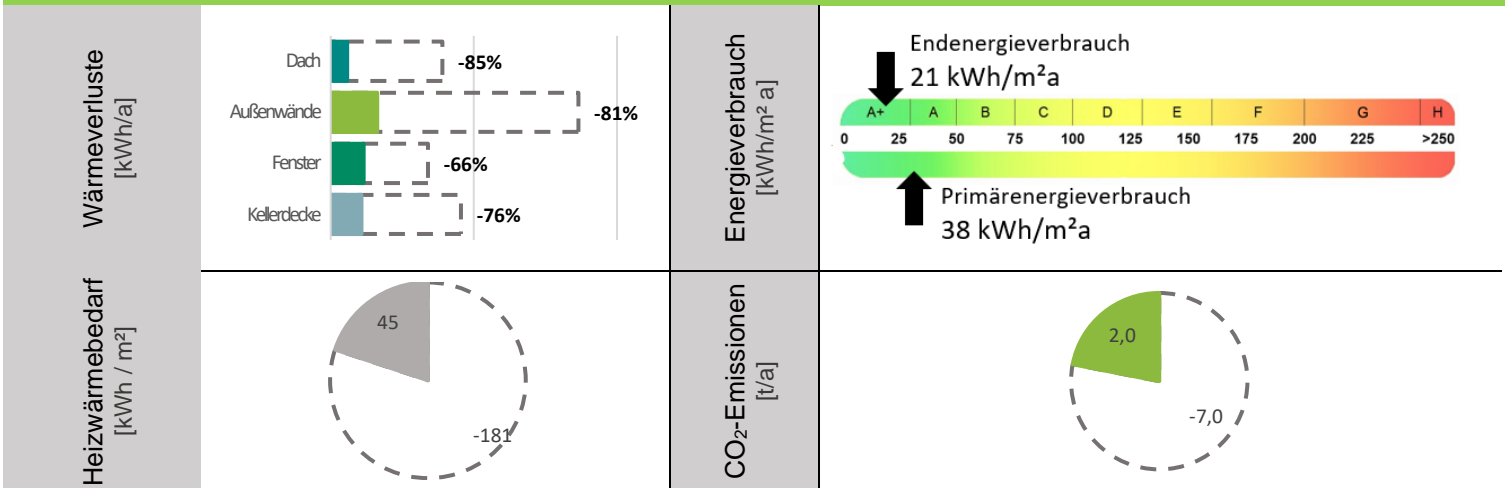 Wärmeverluste
[kWh/a]
Dach
-85%
Außenwände
-81%
Fenster
-66%
Kellerdecke
-76%
Energieverbrauch
[kWh/m² a]
Endenergieverbrauch
21 kWh/m²a
A+ A B C D E F G H
0 25 50 75 100 125 150 175 200 225 >250
Primärenergieverbrauch
38 kWh/m²a
Heizwärmebedarf
[kWh / m²]
45
-181
CO₂-Emissionen
[t/a]
2,0
-7,0